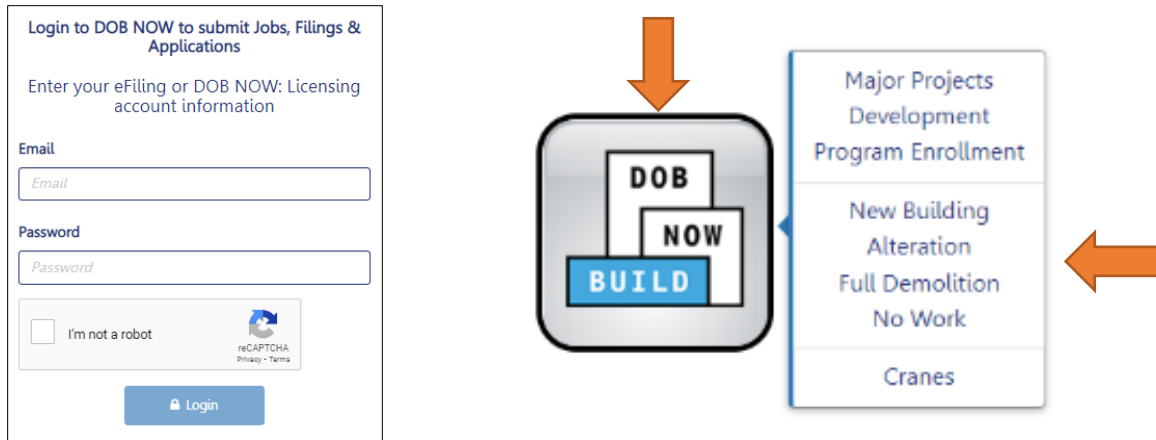 Login to DOB NOW to submit Jobs, Filings &
Applications
Enter your eFiling or DOB NOW: Licensing
account information
Email
Email
Password
Password
I'm not a robot
reCAPTCHA
Privacy - Terms
Login
DOB
NOW
BUILD
Major Projects
Development
Program Enrollment
New Building
Alteration
Full Demolition
No Work
Cranes